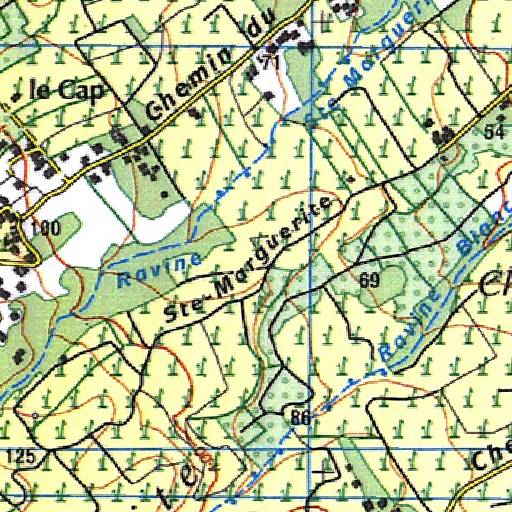 Chemin du
71
le Cap
Ste-Marguerite
54
100
Ravine
Ste-Marguerite
69
Ravine Blanc
86
125